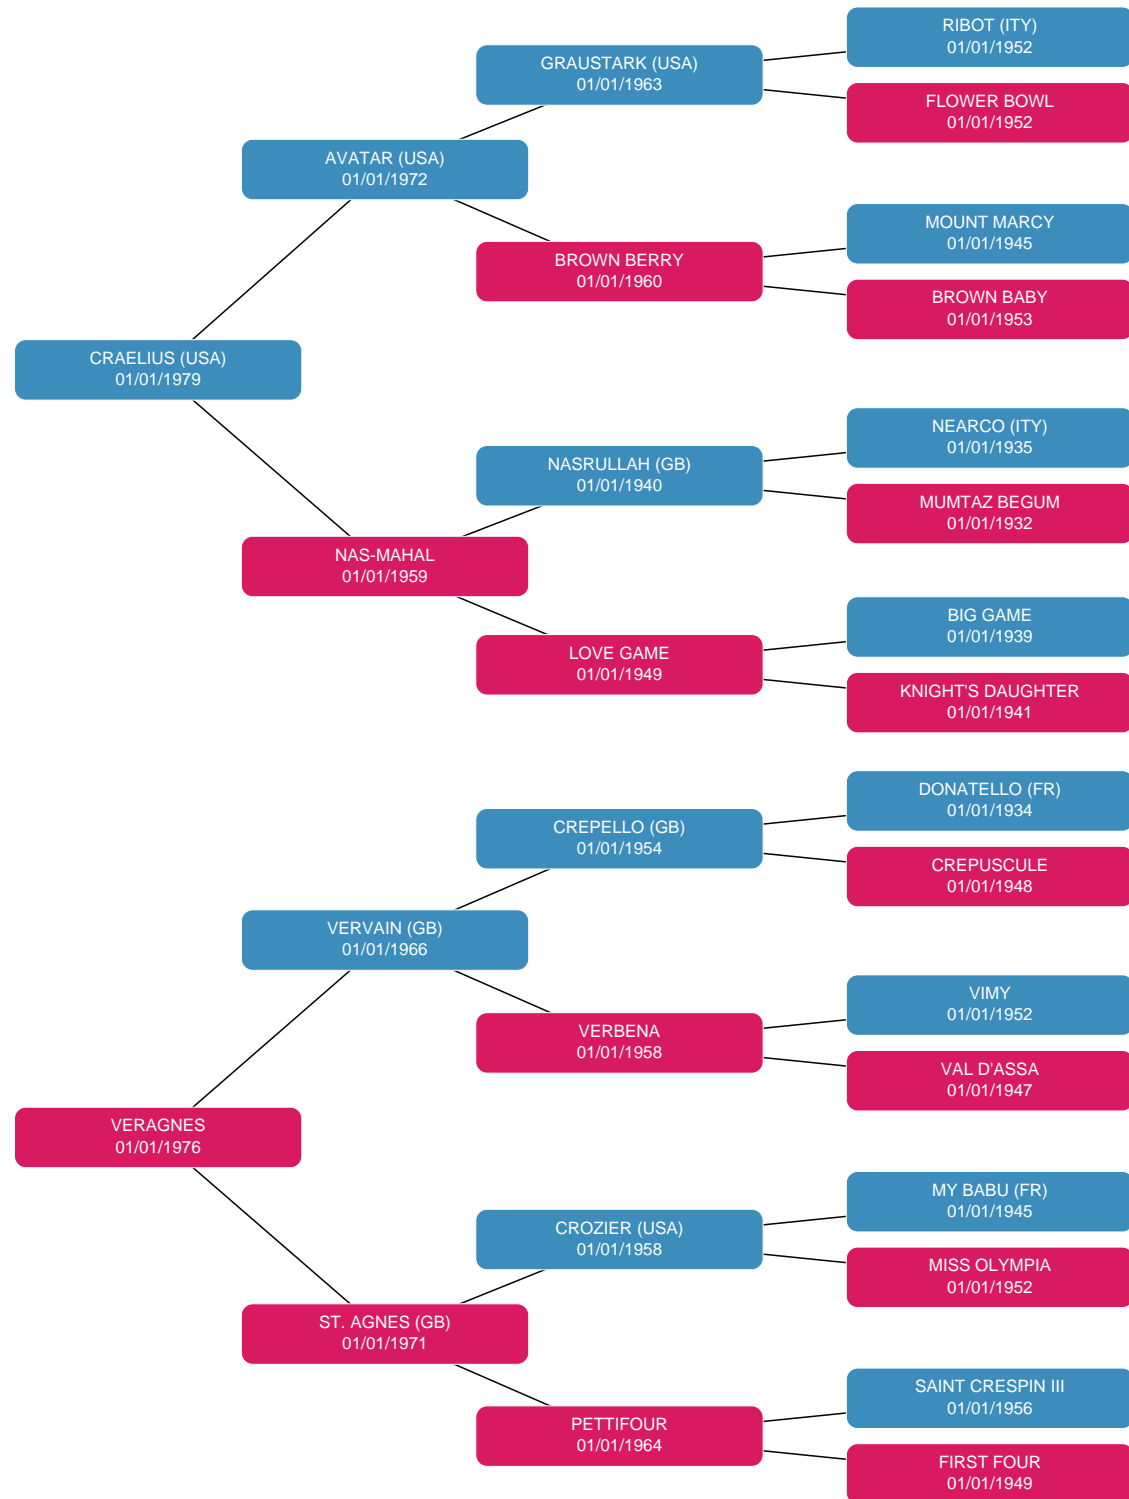 RIBOT (ITY)
01/01/1952
GRAUSTARK (USA)
01/01/1963
FLOWER BOWL
01/01/1952
AVATAR (USA)
01/01/1972
MOUNT MARCY
01/01/1945
BROWN BERRY
01/01/1960
BROWN BABY
01/01/1953
CRAELIUS (USA)
01/01/1979
NEARCO (ITY)
01/01/1935
NASRULLAH (GB)
01/01/1940
MUMTAZ BEGUM
01/01/1932
NAS-MAHAL
01/01/1959
BIG GAME
01/01/1939
LOVE GAME
01/01/1949
KNIGHT'S DAUGHTER
01/01/1941
DONATELLO (FR)
01/01/1934
CREPELLO (GB)
01/01/1954
CREPUSCULE
01/01/1948
VERVAIN (GB)
01/01/1966
VIMY
01/01/1952
VERBENA
01/01/1958
VAL D'ASSA
01/01/1947
VERAGNES
01/01/1976
MY BABU (FR)
01/01/1945
CROZIER (USA)
01/01/1958
MISS OLYMPIA
01/01/1952
ST. AGNES (GB)
01/01/1971
SAINT CRESPIN III
01/01/1956
PETTIFOUR
01/01/1964
FIRST FOUR
01/01/1949